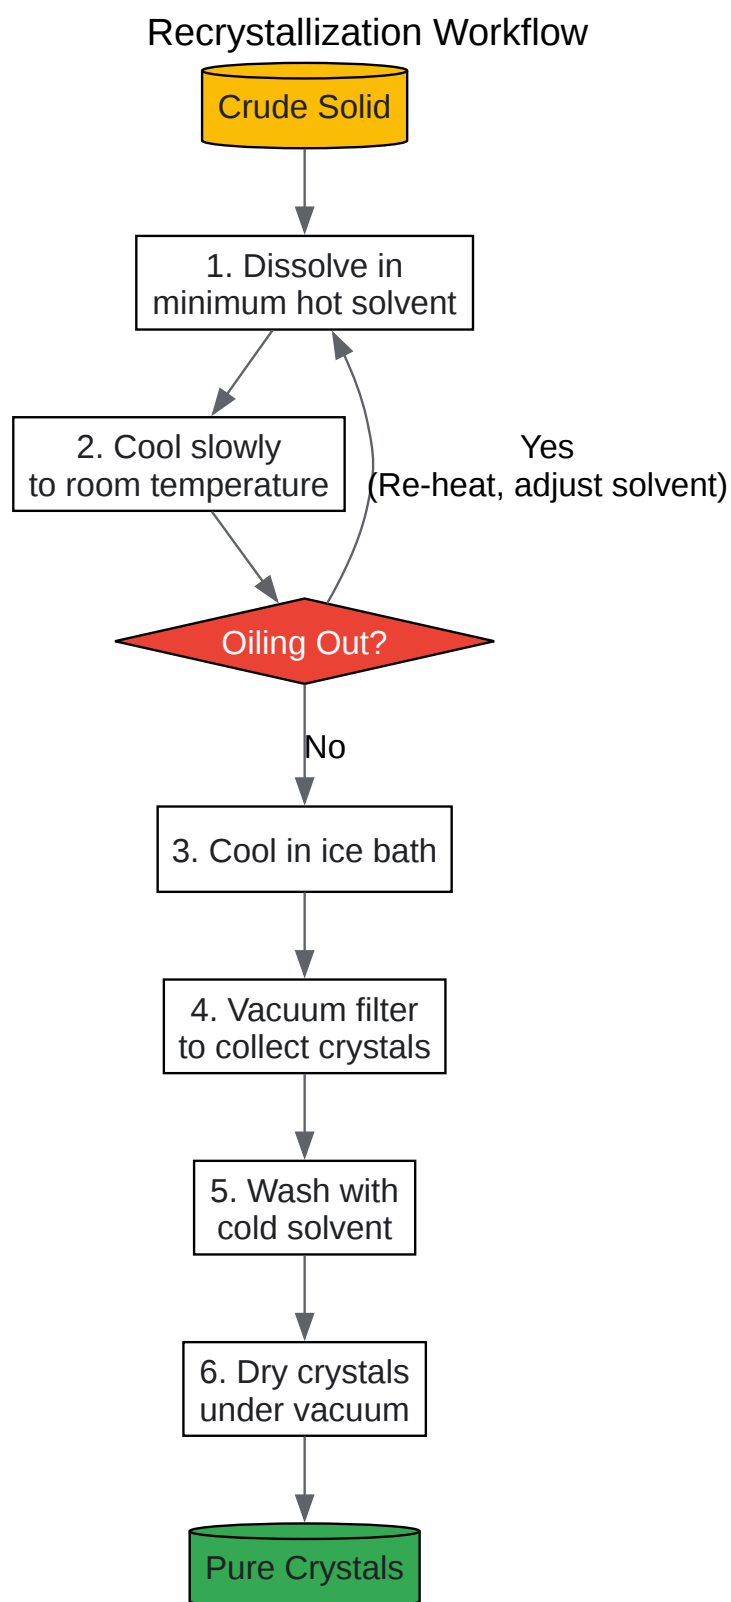 Recrystallization Workflow
Crude Solid
1. Dissolve in
minimum hot solvent
2. Cool slowly
to room temperature
Yes
(Re-heat, adjust solvent)
Oiling Out?
No
3. Cool in ice bath
4. Vacuum filter
to collect crystals
5. Wash with
cold solvent
6. Dry crystals
under vacuum
Pure Crystals